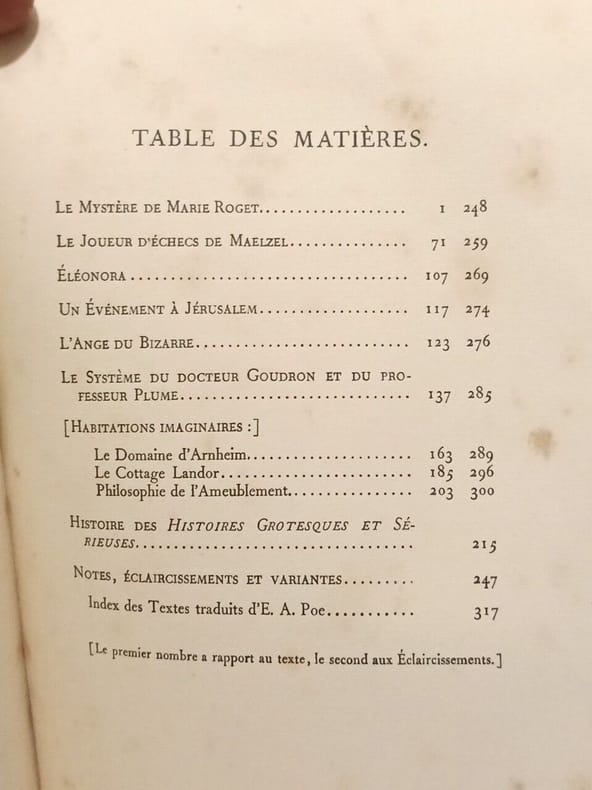 TABLE DES MATIÈRES.
LE MYSTÈRE DE MARIE ROGET.................. 1 248
LE JOUEUR D'ÉCHECS DE MAELZEL.............. 71 259
ÉLÉONORA.................................. 107 269
UN ÉVÉNEMENT À JÉRUSALEM.................. 117 274
L'ANGE DU BIZARRE.......................... 123 276
LE SYSTÈME DU DOCTEUR GOUDRON ET DU PRO-
FESSEUR PLUME............................ 137 285
[HABITATIONS IMAGINAIRES :]
Le Domaine d'Arnheim..................... 163 289
Le Cottage Landor........................ 185 296
Philosophie de l'Ameublement............... 203 300
HISTOIRE DES HISTOIRES GROTESQUES ET SÉ-
RIEUSES.................................. 215
NOTES, ÉCLAIRCISSEMENTS ET VARIANTES......... 247
Index des Textes traduits d'E. A. Poe........... 317
[Le premier nombre a rapport au texte, le second aux Éclaircissements.]